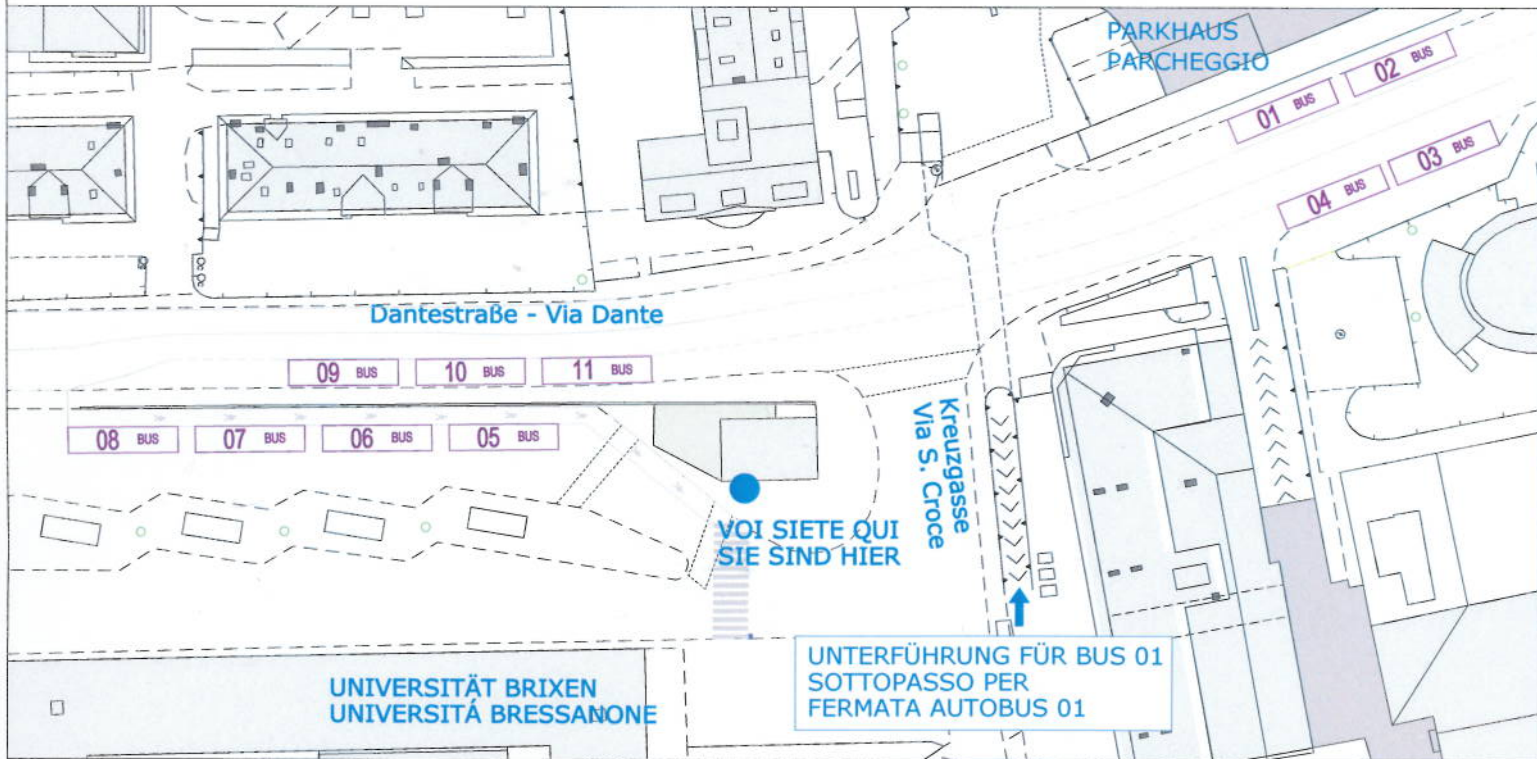 PARKHAUS
PARCHEGGIO
02 BUS
01 BUS
03 BUS
04 BUS
Dantestraße - Via Dante
09 BUS
10 BUS
11 BUS
08 BUS
07 BUS
06 BUS
05 BUS
Kreuzgasse
Via S. Croce
VOI SIETE QUI
SIE SIND HIER
UNTERFÜHRUNG FÜR BUS 01
SOTTOPASSO PER
FERMATA AUTOBUS 01
UNIVERSITÄT BRIXEN
UNIVERSITÁ BRESSANONE